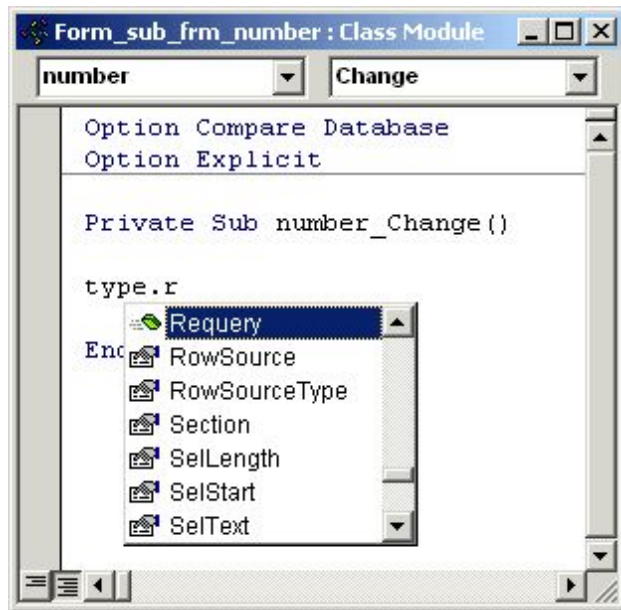 Form_sub_frm_number : Class Module
number Change
Option Compare Database
Option Explicit
Private Sub number_Change()
type.r
Requery
En
RowSource
RowSourceType
Section
SelLength
SelStart
SelText